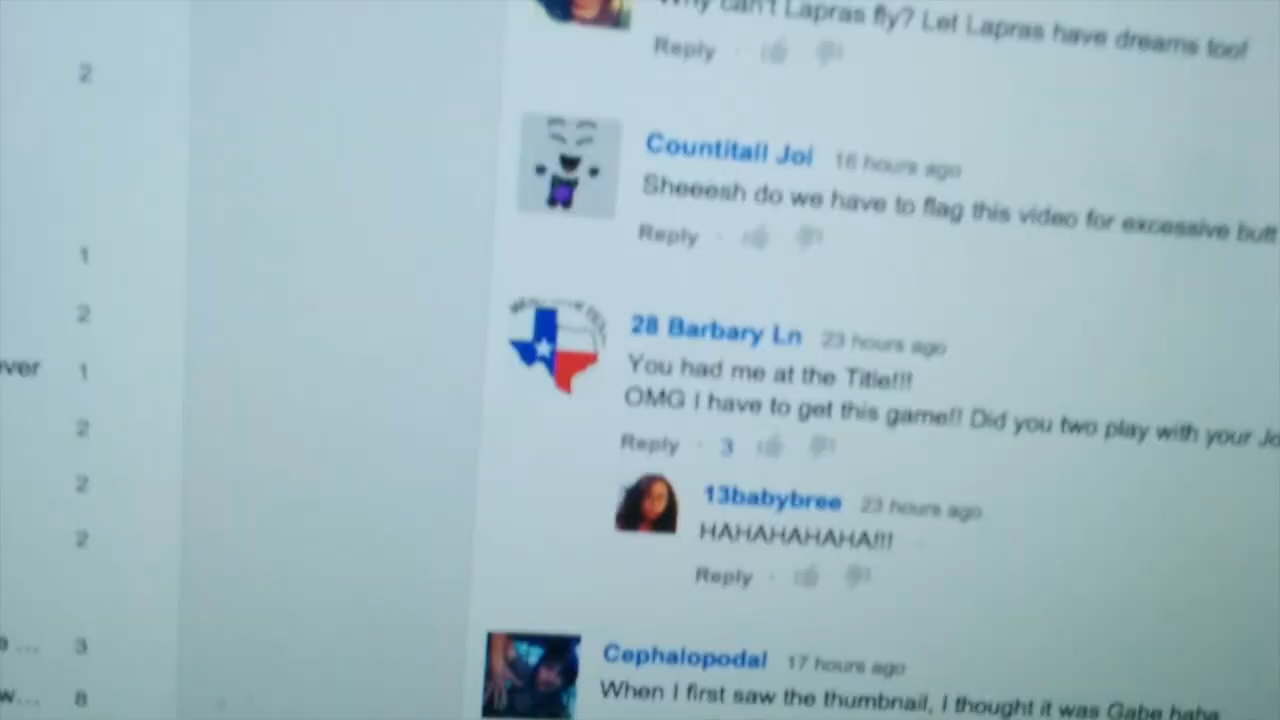 Why can't Lapras fly? Let Lapras have dreams too!
Reply
2
Countitall Joi 16 hours ago
Sheeesh do we have to flag this video for excessive butt
Reply
1
2
28 Barbary Ln 23 hours ago
You had me at the Title!!!
ver 1
OMG I have to get this game!! Did you two play with your Jo
2
Reply · 3
2
13babybree 23 hours ago
HAHAHAHAHA!!!
2
Reply
... 3
Cephalopodal 17 hours ago
w... 8
When I first saw the thumbnail, I thought it was Gabe haha